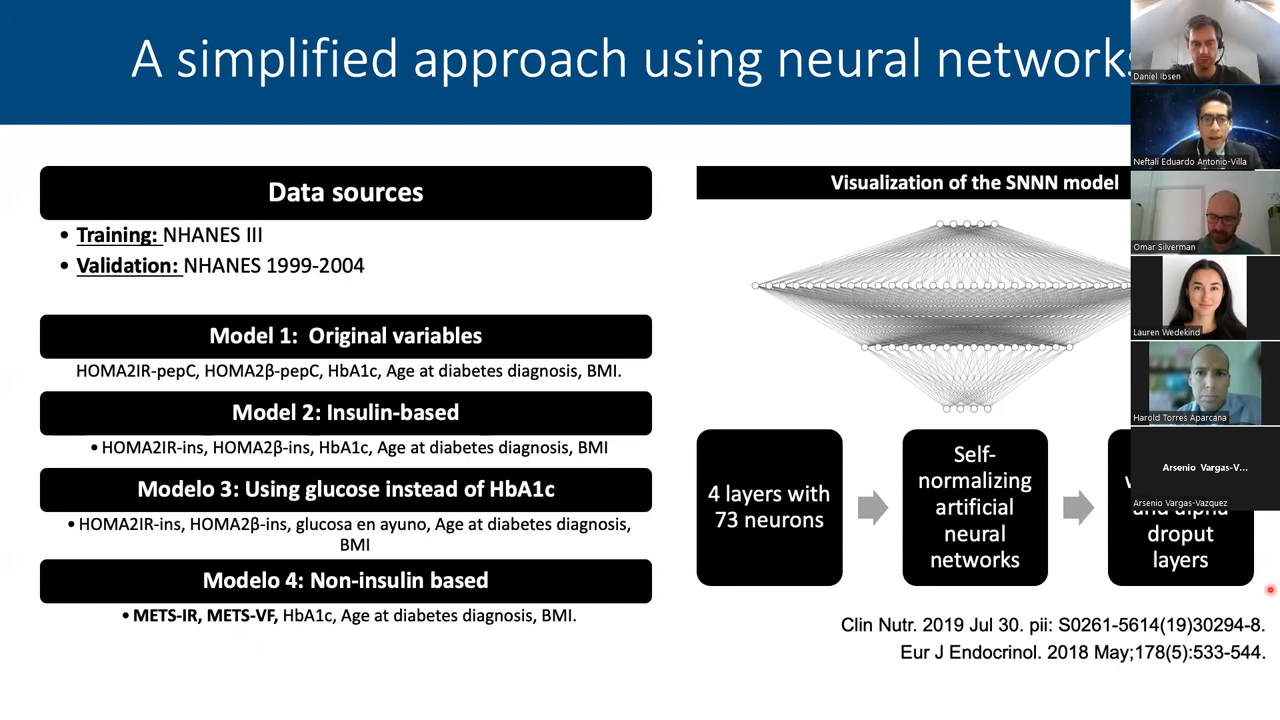 A simplified approach using neural networks
Data sources
• Training: NHANES III
• Validation: NHANES 1999-2004
Model 1: Original variables
HOMA2IR-pepC, HOMA2β-pepC, HbA1c, Age at diabetes diagnosis, BMI.
Model 2: Insulin-based
• HOMA2IR-ins, HOMA2β-ins, HbA1c, Age at diabetes diagnosis, BMI
Modelo 3: Using glucose instead of HbA1c
• HOMA2IR-ins, HOMA2β-ins, glucosa en ayuno, Age at diabetes diagnosis,
BMI
Modelo 4: Non-insulin based
• METS-IR, METS-VF, HbA1c, Age at diabetes diagnosis, BMI.
Visualization of the SNNN model
4 layers with
73 neurons
Self-
normalizing
artificial
neural
networks
and alpha
droput
layers
Clin Nutr. 2019 Jul 30. pii: S0261-5614(19)30294-8.
Eur J Endocrinol. 2018 May;178(5):533-544.
Daniel Ibsen
Neftali Eduardo Antonio-Villa
Omar Silverman
Lauren Wedekind
Harold Torres Aparcana
Arsenio Vargas-V...
Arsenio Vargas-Vazquez